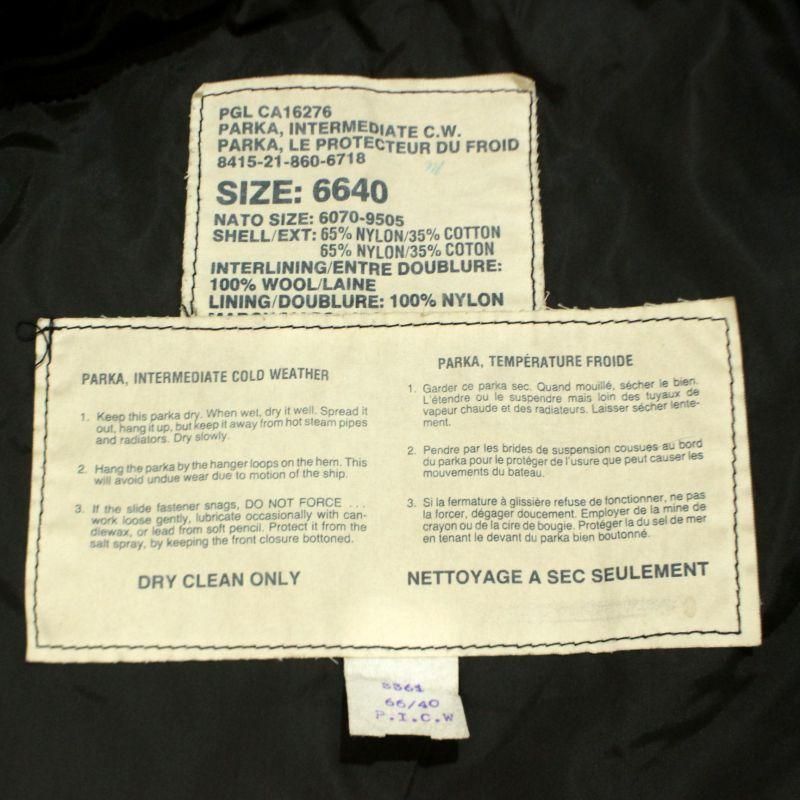 PGL CA16276
PARKA, INTERMEDIATE C.W.
PARKA, LE PROTECTEUR DU FROID
8415-21-860-6718
SIZE: 6640
NATO SIZE: 6070-9505
SHELL/EXT: 65% NYLON/35% COTTON
65% NYLON/35% COTON
INTERLINING/ENTRE DOUBLURE:
100% WOOL/LAINE
LINING/DOUBLURE: 100% NYLON
PARKA, INTERMEDIATE COLD WEATHER
1. Keep this parka dry. When wet, dry it well. Spread it
out, hang it up, but keep it away from hot steam pipes
and radiators. Dry slowly.
2. Hang the parka by the hanger loops on the hem. This
will avoid undue wear due to motion of the ship.
3. If the slide fastener snags, DO NOT FORCE ...
work loose gently, lubricate occasionally with can-
diewax, or lead from soft pencil. Protect it from the
salt spray, by keeping the front closure bottoned.
DRY CLEAN ONLY
PARKA, TEMPÉRATURE FROIDE
1. Garder ce parka sec. Quand mouillé, sécher le bien.
L'étendre ou le suspendre mais loin des tuyaux de
vapeur chaude et des radiateurs. Laisser sécher lente-
ment.
2. Pendre par les brides de suspension cousues au bord
du parka pour le protéger de l'usure que peut causer les
mouvements du bateau.
3. Si la fermature à glissière refuse de fonctionner, ne pas
la forcer, dégager doucement. Employer de la mine de
crayon ou de la cire de bougie. Protéger la du sel de mer
en tenant le devant du parka bien boutonné.
NETTOYAGE A SEC SEULEMENT
3361
66/40
P.I.C.W